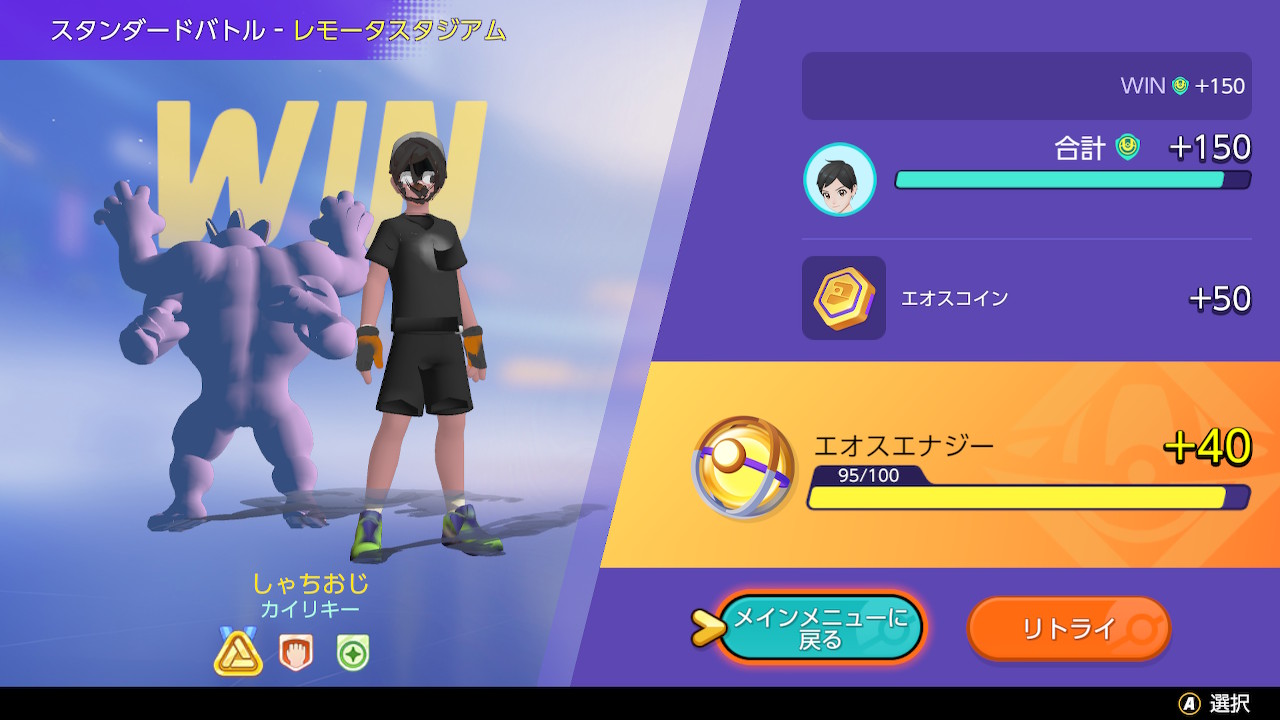 スタンダードバトル - レモータスタジアム
WIN
WIN +150
合計 +150
エオスコイン +50
エオスエナジー +40
95/100
しゃちおじ
カイリキー
メインメニューに
戻る
リトライ
A 選択